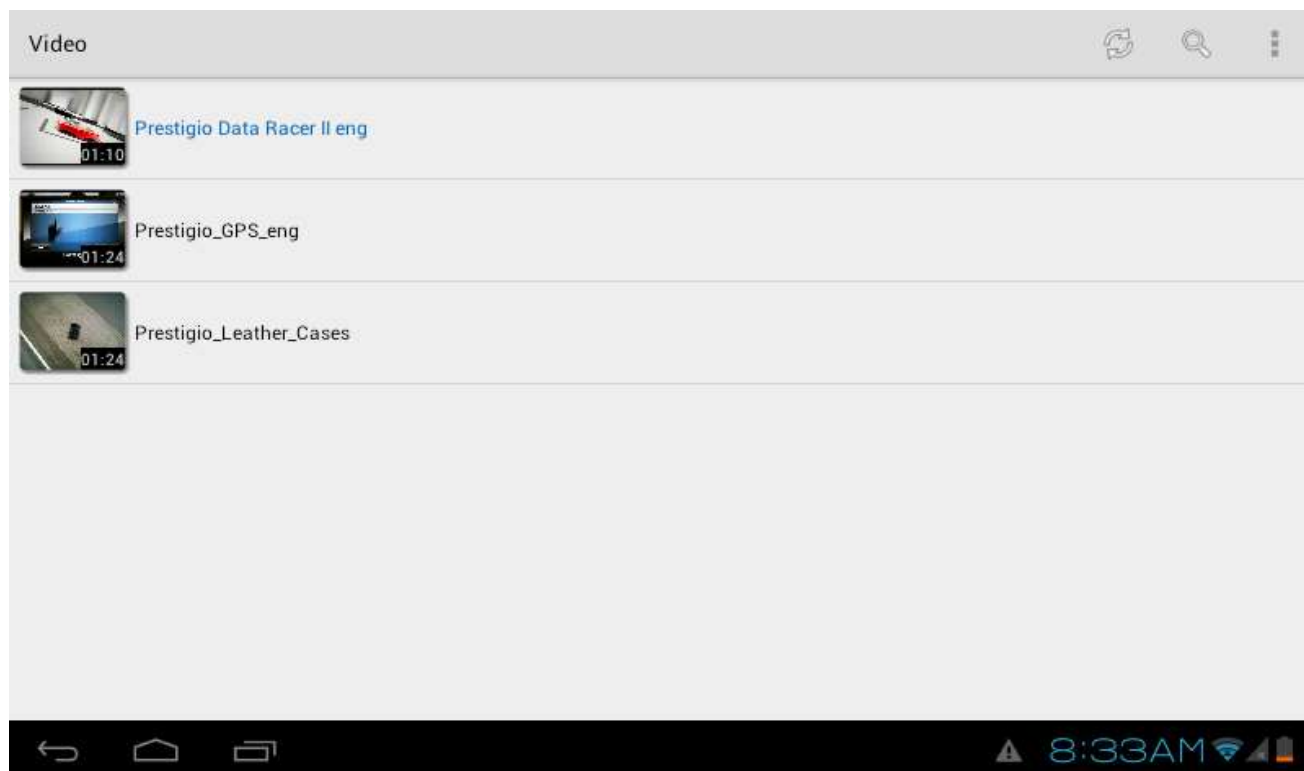 Video
01:10
Prestigio Data Racer II eng
01:24
Prestigio_GPS_eng
01:24
Prestigio_Leather_Cases
8:33AM